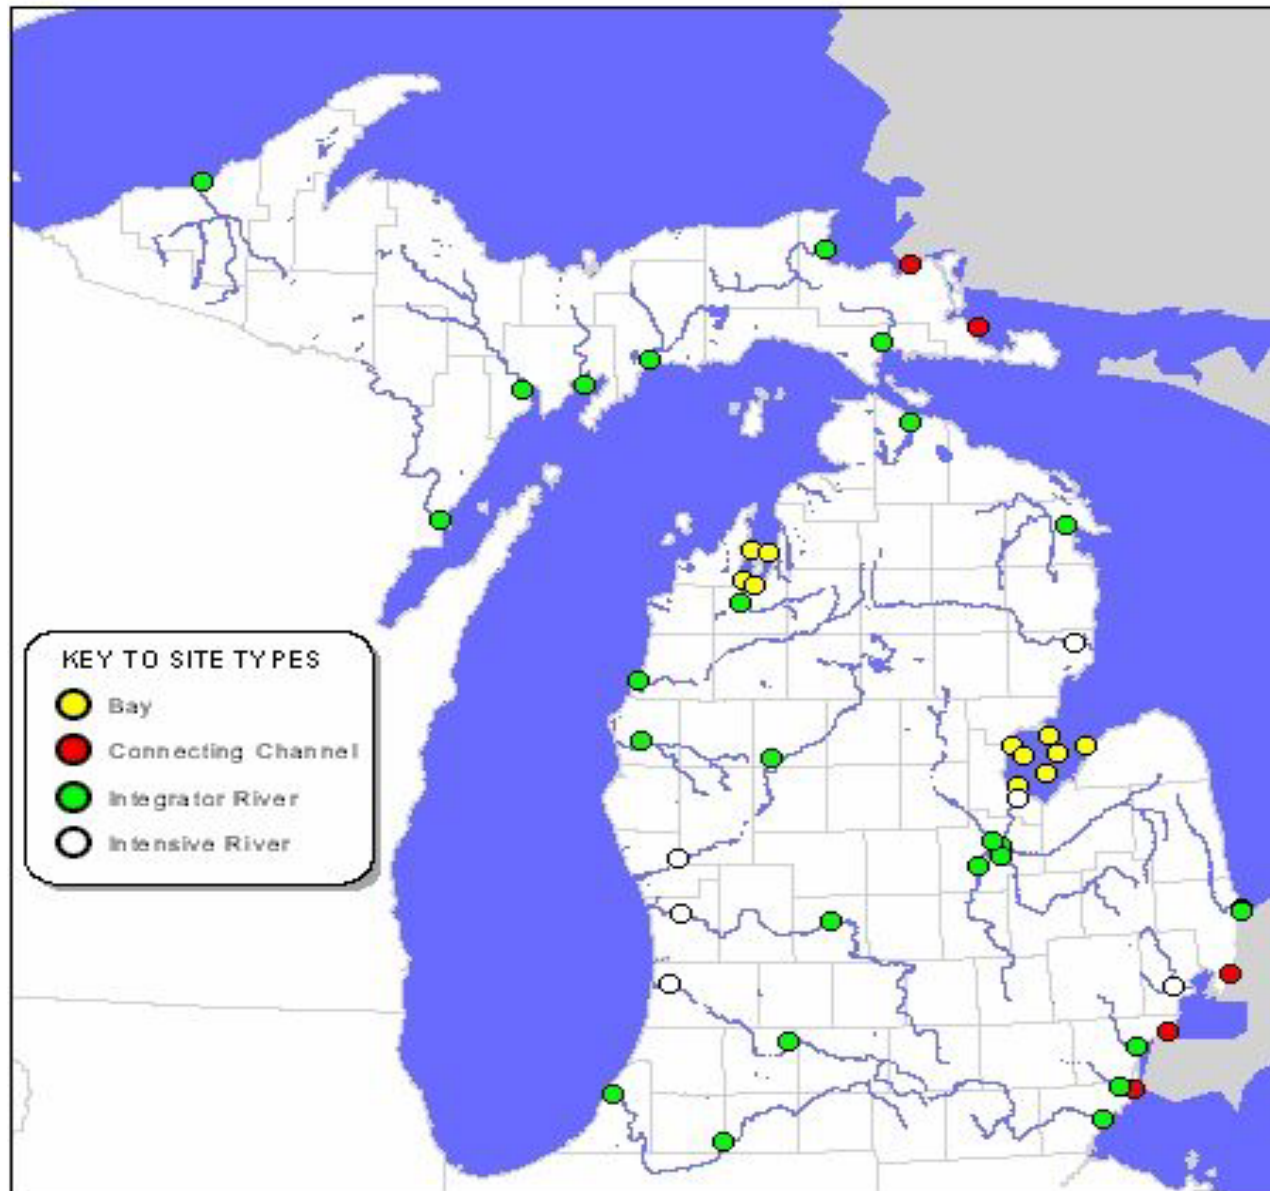 KEY TO SITE TYPES
Bay
Connecting Channel
Integrator River
Intensive River